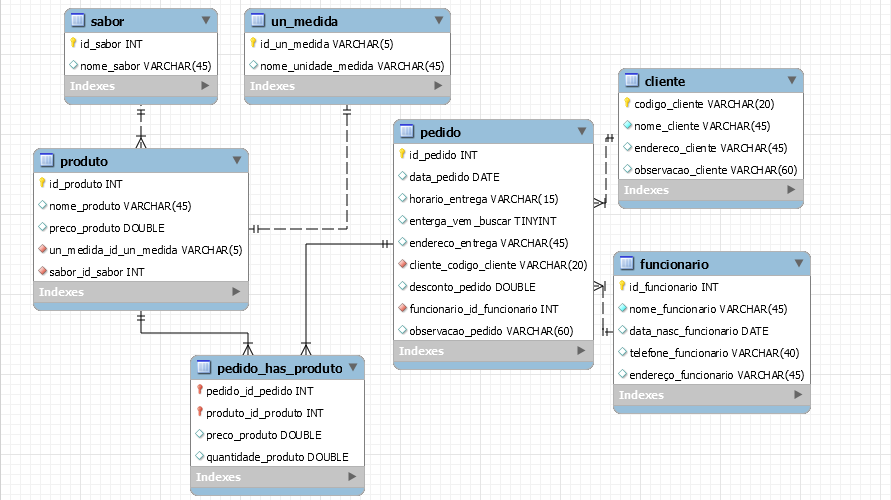 sabor
id_sabor INT
nome_sabor VARCHAR(45)
Indexes
un_medida
id_un_medida VARCHAR(5)
nome_unidade_medida VARCHAR(45)
Indexes
cliente
codigo_cliente VARCHAR(20)
nome_cliente VARCHAR(45)
endereco_cliente VARCHAR(45)
observacao_cliente VARCHAR(60)
Indexes
pedido
id_pedido INT
data_pedido DATE
horario_entrega VARCHAR(15)
enterga_vem_buscar TINYINT
endereco_entrega VARCHAR(45)
cliente_codigo_cliente VARCHAR(20)
desconto_pedido DOUBLE
funcionario_id_funcionario INT
observacao_pedido VARCHAR(60)
Indexes
produto
id_produto INT
nome_produto VARCHAR(45)
preco_produto DOUBLE
un_medida_id_un_medida VARCHAR(5)
sabor_id_sabor INT
Indexes
funcionario
id_funcionario INT
nome_funcionario VARCHAR(45)
data_nasc_funcionario DATE
telefone_funcionario VARCHAR(40)
endereço_funcionario VARCHAR(45)
Indexes
pedido_has_produto
pedido_id_pedido INT
produto_id_produto INT
preco_produto DOUBLE
quantidade_produto DOUBLE
Indexes